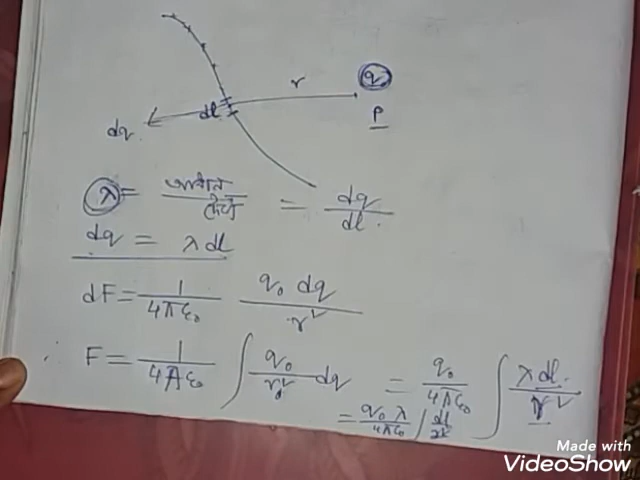 r
q
P
dl
dq
λ = आवेश / लंबाई = dq / dl
dq = λ dl
dF = 1 / 4πε₀ q₀ dq / r²
∴ F = 1 / 4πε₀ ∫ q₀ / r² dq = q₀ / 4πε₀ ∫ λ dl / r²
= q₀ λ / 4πε₀ ∫ dl / r²
Made with
VideoShow